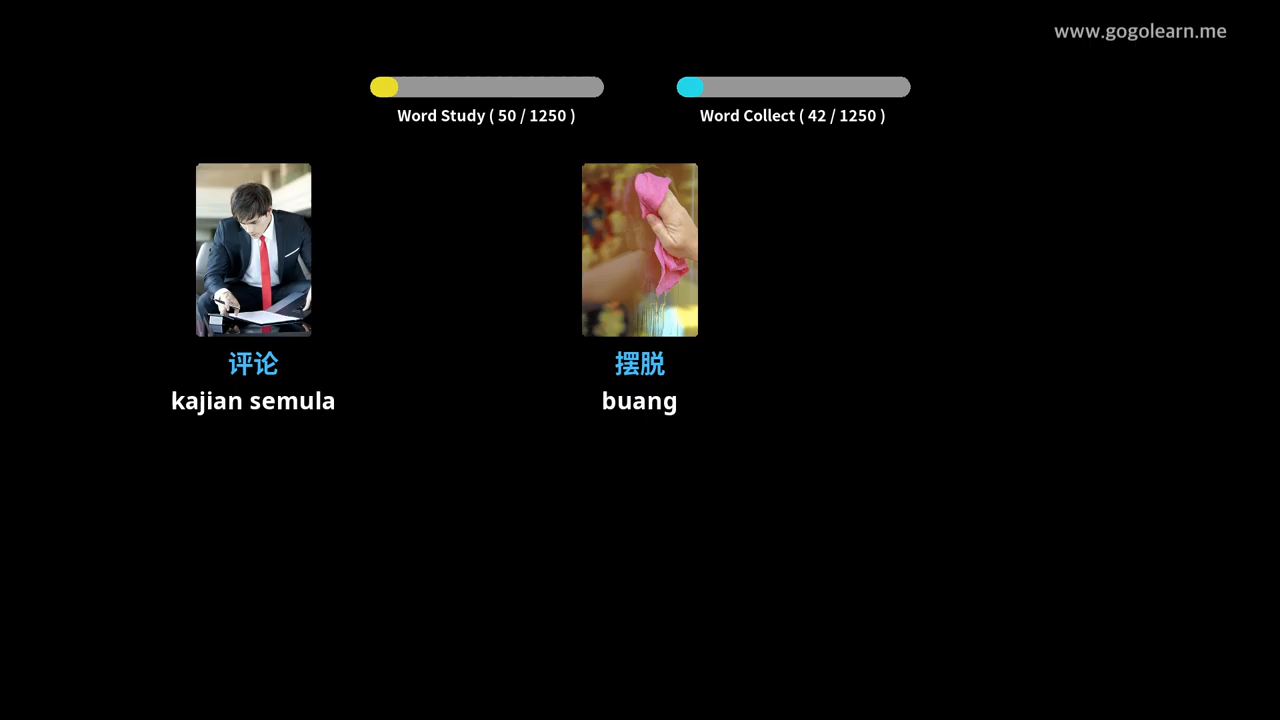 www.gogolearn.me
Word Study ( 50 / 1250 )
Word Collect ( 42 / 1250 )
评论
kajian semula
摆脱
buang